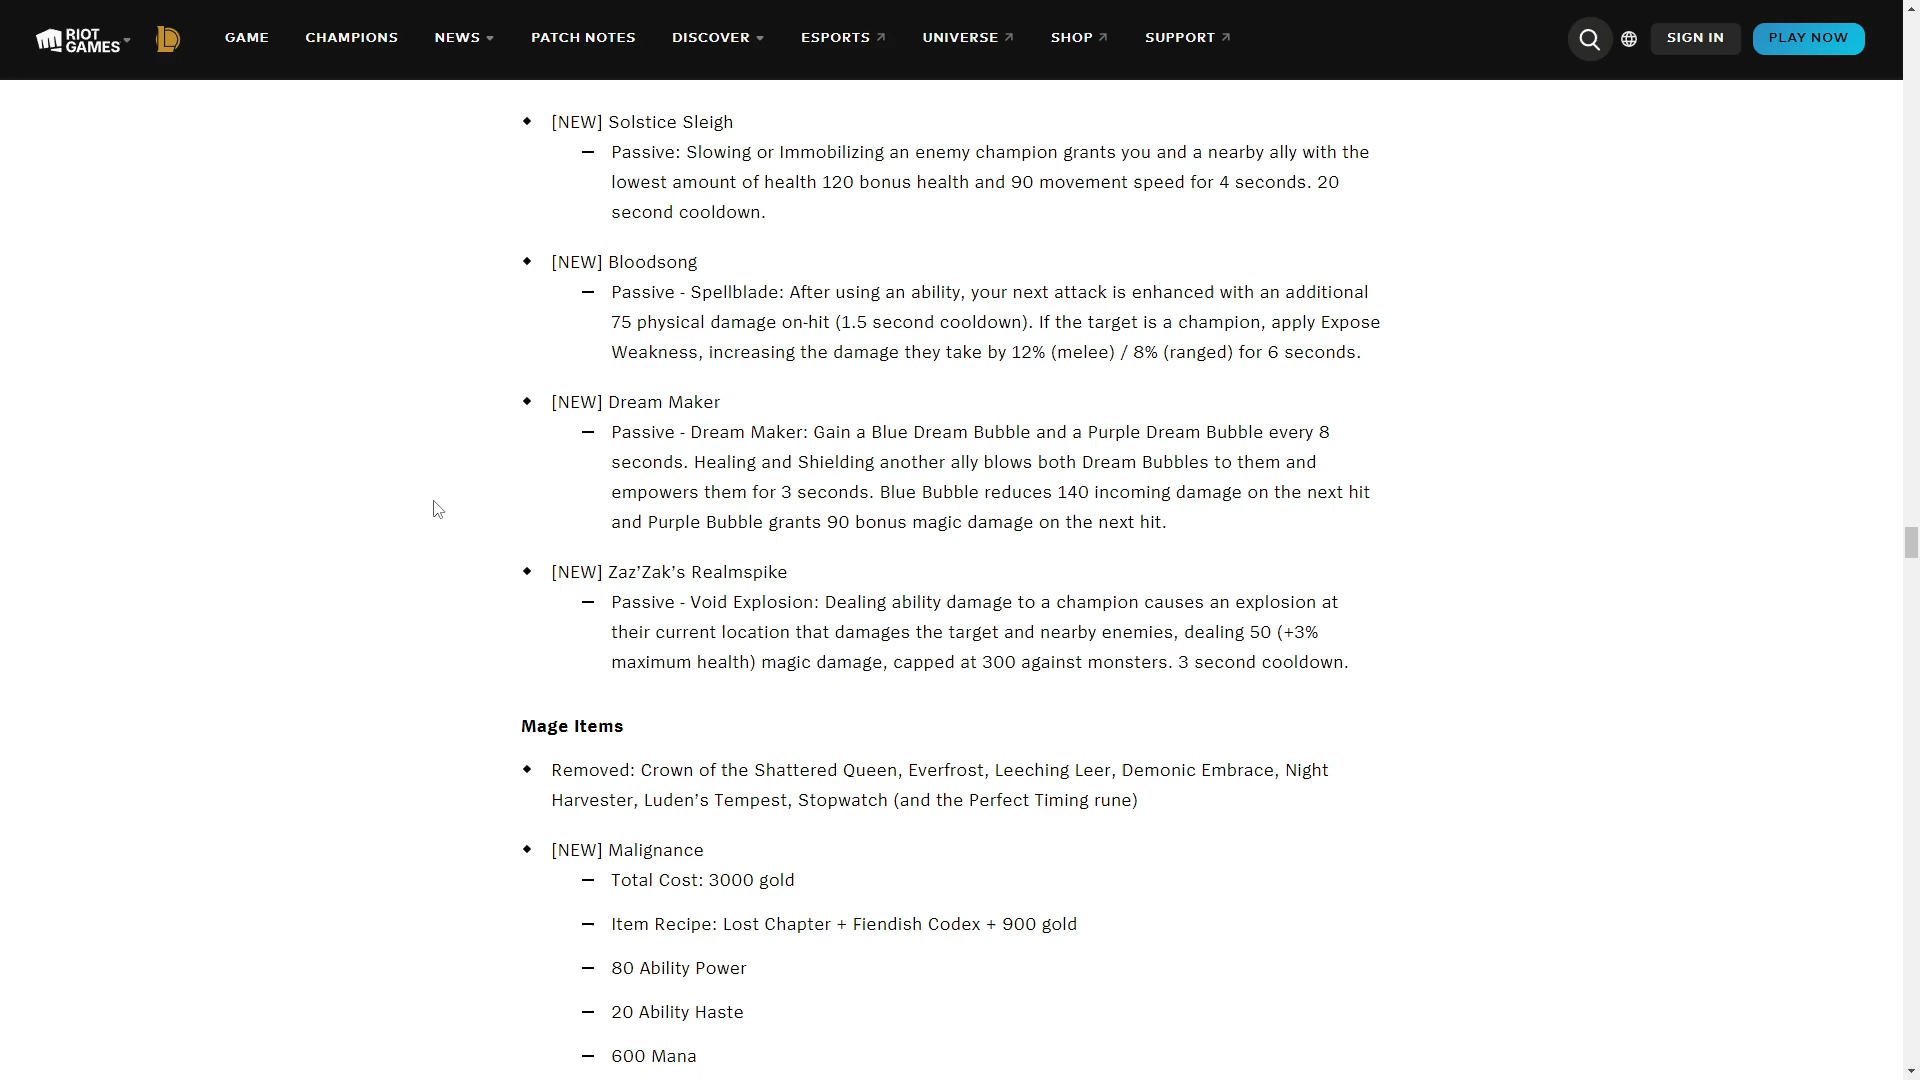 RIOT GAMES
GAME CHAMPIONS NEWS PATCH NOTES DISCOVER ESPORTS UNIVERSE SHOP SUPPORT SIGN IN PLAY NOW
[NEW] Solstice Sleigh
Passive: Slowing or Immobilizing an enemy champion grants you and a nearby ally with the
lowest amount of health 120 bonus health and 90 movement speed for 4 seconds. 20
second cooldown.
[NEW] Bloodsong
Passive - Spellblade: After using an ability, your next attack is enhanced with an additional
75 physical damage on-hit (1.5 second cooldown). If the target is a champion, apply Expose
Weakness, increasing the damage they take by 12% (melee) / 8% (ranged) for 6 seconds.
[NEW] Dream Maker
Passive - Dream Maker: Gain a Blue Dream Bubble and a Purple Dream Bubble every 8
seconds. Healing and Shielding another ally blows both Dream Bubbles to them and
empowers them for 3 seconds. Blue Bubble reduces 140 incoming damage on the next hit
and Purple Bubble grants 90 bonus magic damage on the next hit.
[NEW] Zaz’Zak’s Realmspike
Passive - Void Explosion: Dealing ability damage to a champion causes an explosion at
their current location that damages the target and nearby enemies, dealing 50 (+3%
maximum health) magic damage, capped at 300 against monsters. 3 second cooldown.
Mage Items
Removed: Crown of the Shattered Queen, Everfrost, Leeching Leer, Demonic Embrace, Night
Harvester, Luden’s Tempest, Stopwatch (and the Perfect Timing rune)
[NEW] Malignance
Total Cost: 3000 gold
Item Recipe: Lost Chapter + Fiendish Codex + 900 gold
80 Ability Power
20 Ability Haste
600 Mana